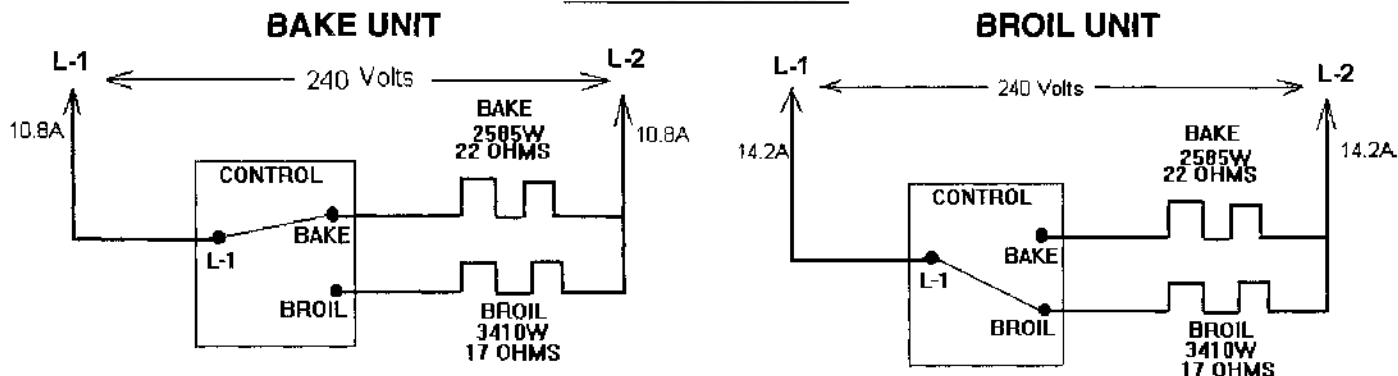 BAKE UNIT
L-1
240 Volts
L-2
10.8A
BAKE
2585W
22 OHMS
10.8A
CONTROL
BAKE
L-1
BROIL
BROIL
3410W
17 OHMS
BROIL UNIT
L-1
240 Volts
L-2
14.2A
BAKE
2585W
22 OHMS
14.2A
CONTROL
BAKE
L-1
BROIL
BROIL
3410W
17 OHMS